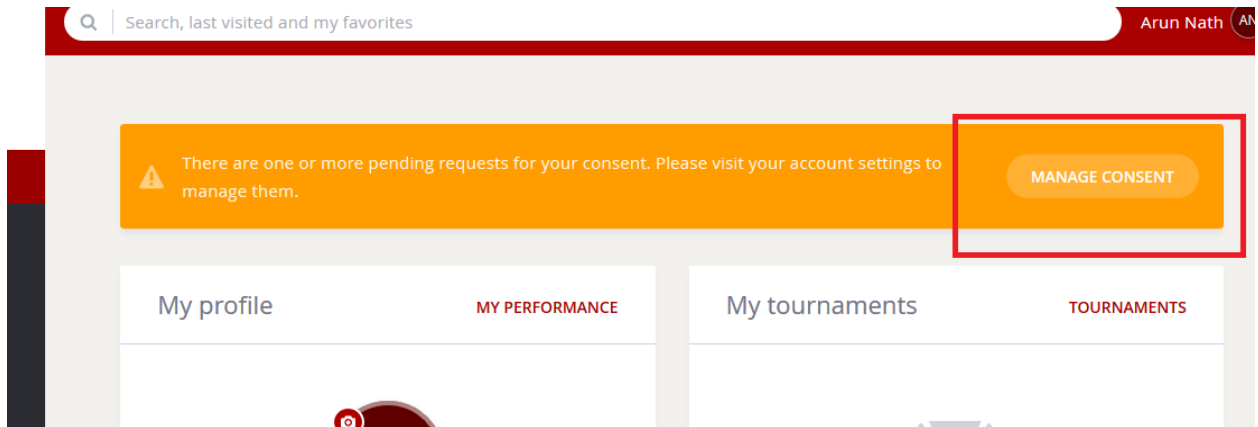 Search, last visited and my favorites
Arun Nath
AN
There are one or more pending requests for your consent. Please visit your account settings to
manage them.
MANAGE CONSENT
My profile
MY PERFORMANCE
My tournaments
TOURNAMENTS